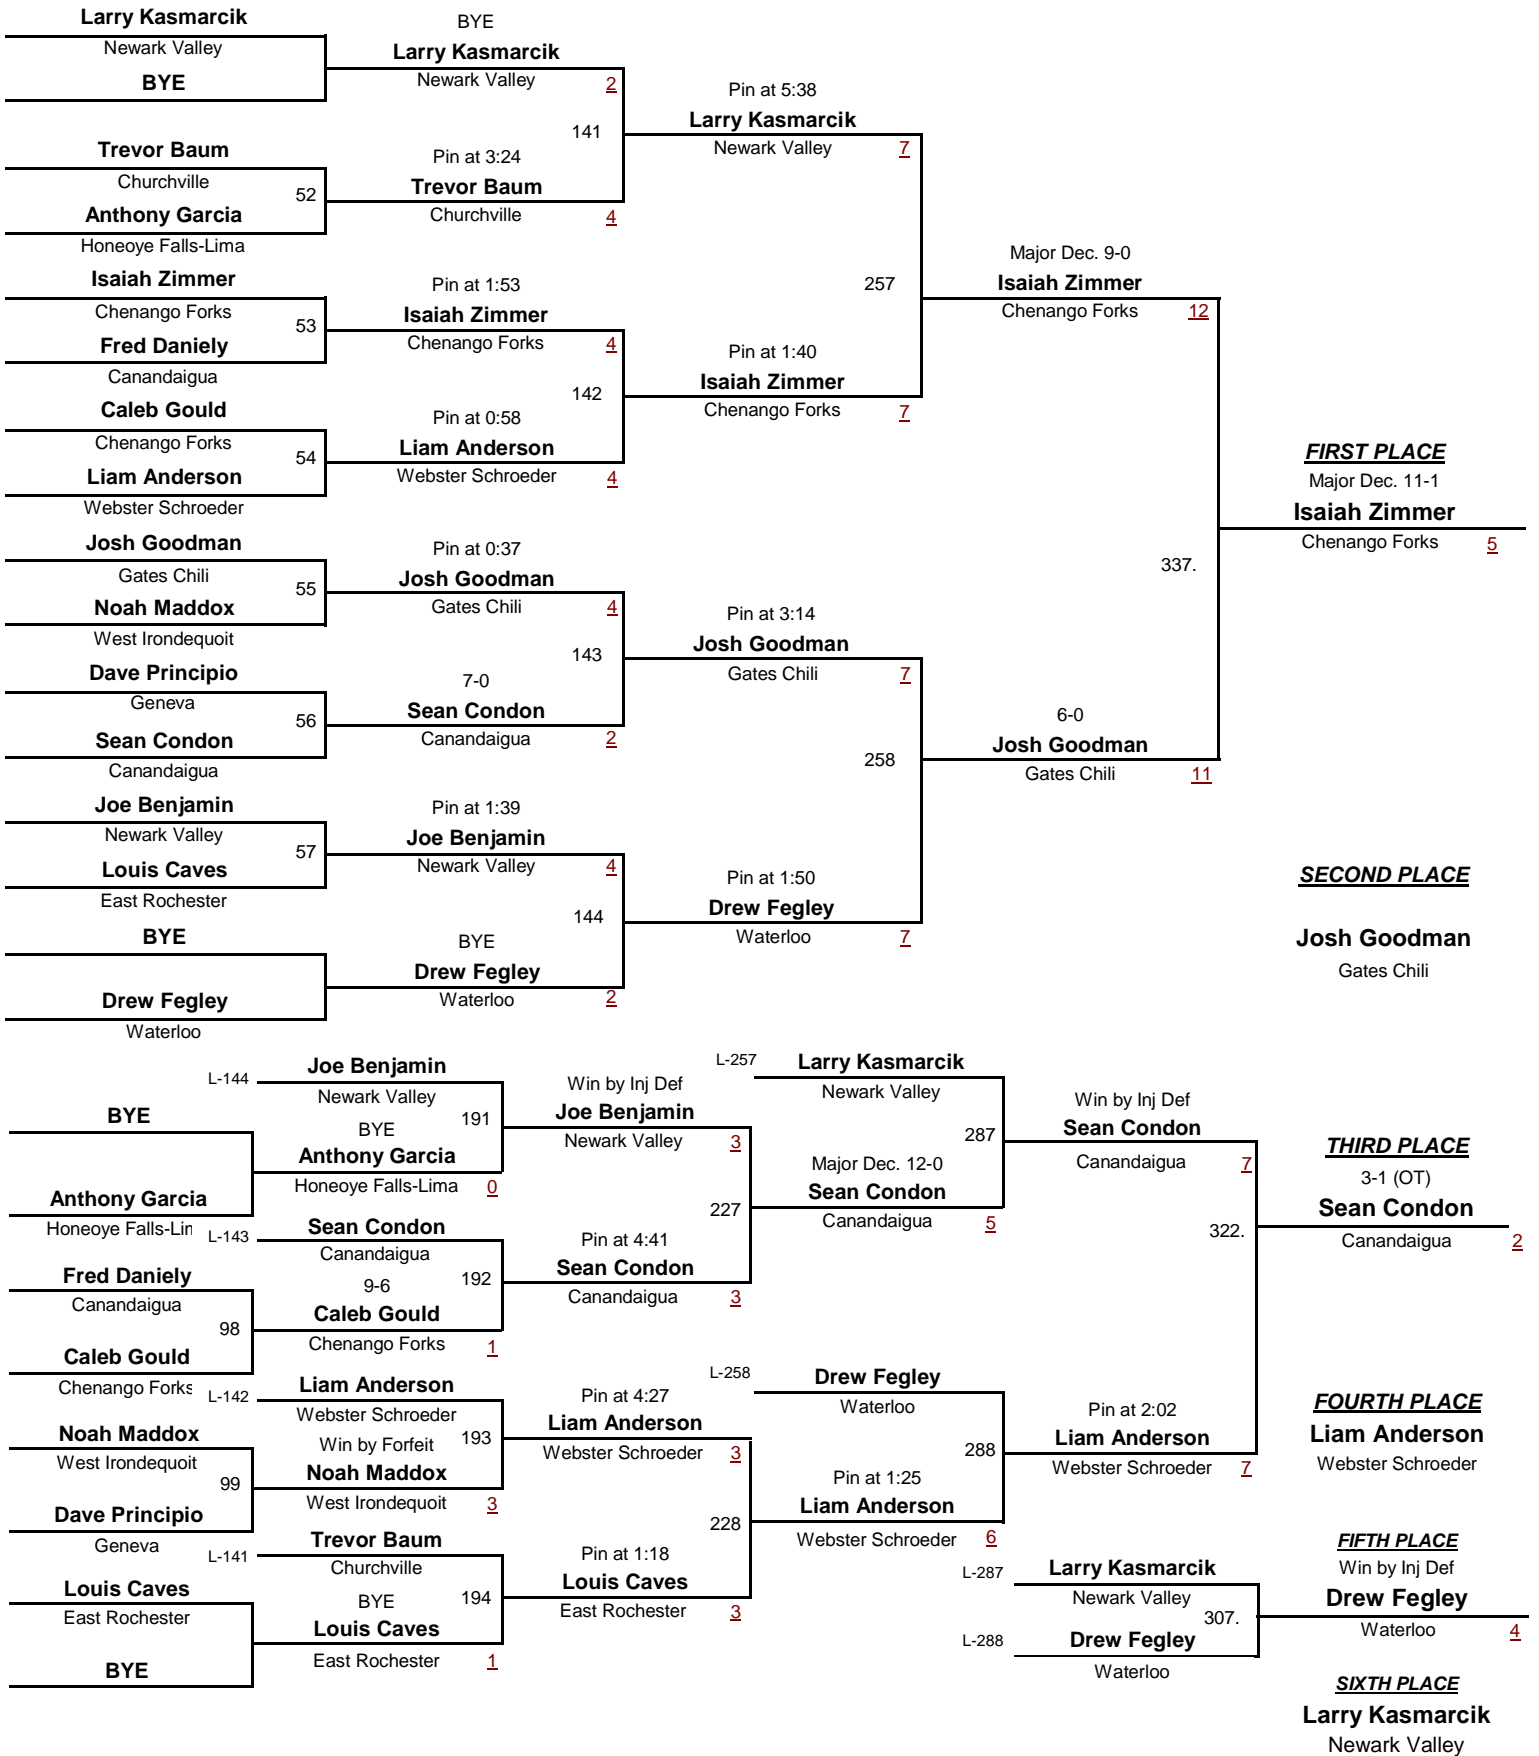 Larry Kasmarcik
Newark Valley
BYE
Trevor Baum
Churchville
52
Anthony Garcia
Honeoye Falls-Lima
Isaiah Zimmer
Chenango Forks
53
Fred Daniely
Canandaigua
Caleb Gould
Chenango Forks
54
Liam Anderson
Webster Schroeder
Josh Goodman
Gates Chili
55
Noah Maddox
West Irondequoit
Dave Principio
Geneva
56
Sean Condon
Canandaigua
Joe Benjamin
Newark Valley
57
Louis Caves
East Rochester
BYE
Drew Fegley
Waterloo
BYE
Larry Kasmarcik
Newark Valley 2
141
Pin at 3:24
Trevor Baum
Churchville 4
Pin at 1:53
Isaiah Zimmer
Chenango Forks 4
142
Pin at 0:58
Liam Anderson
Webster Schroeder 4
Pin at 0:37
Josh Goodman
Gates Chili 4
143
7-0
Sean Condon
Canandaigua 2
Pin at 1:39
Joe Benjamin
Newark Valley 4
144
BYE
Drew Fegley
Waterloo 2
Pin at 5:38
Larry Kasmarcik
Newark Valley 7
257
Pin at 1:40
Isaiah Zimmer
Chenango Forks 7
Pin at 3:14
Josh Goodman
Gates Chili 7
258
Pin at 1:50
Drew Fegley
Waterloo 7
Major Dec. 9-0
Isaiah Zimmer
Chenango Forks 12
337.
6-0
Josh Goodman
Gates Chili 11
FIRST PLACE
Major Dec. 11-1
Isaiah Zimmer
Chenango Forks 5
SECOND PLACE
Josh Goodman
Gates Chili
BYE
Anthony Garcia
Honeoye Falls-Lin
Fred Daniely
Canandaigua
98
Caleb Gould
Chenango Forks
Noah Maddox
West Irondequoit
99
Dave Principio
Geneva
Louis Caves
East Rochester
BYE
L-144 Joe Benjamin
Newark Valley
191
BYE
Anthony Garcia
Honeoye Falls-Lima 0
L-143 Sean Condon
Canandaigua
192
9-6
Caleb Gould
Chenango Forks 1
L-142 Liam Anderson
Webster Schroeder
193
Win by Forfeit
Noah Maddox
West Irondequoit 3
L-141 Trevor Baum
Churchville
194
BYE
Louis Caves
East Rochester 1
Win by Inj Def
Joe Benjamin
Newark Valley 3
227
Pin at 4:41
Sean Condon
Canandaigua 3
Pin at 4:27
Liam Anderson
Webster Schroeder 3
228
Pin at 1:18
Louis Caves
East Rochester 3
L-257 Larry Kasmarcik
Newark Valley
287
Major Dec. 12-0
Sean Condon
Canandaigua 5
L-258 Drew Fegley
Waterloo
288
Pin at 1:25
Liam Anderson
Webster Schroeder 6
Win by Inj Def
Sean Condon
Canandaigua 7
322.
Pin at 2:02
Liam Anderson
Webster Schroeder 7
L-287 Larry Kasmarcik
Newark Valley
307.
L-288 Drew Fegley
Waterloo
THIRD PLACE
3-1 (OT)
Sean Condon
Canandaigua 2
FOURTH PLACE
Liam Anderson
Webster Schroeder
FIFTH PLACE
Win by Inj Def
Drew Fegley
Waterloo 4
SIXTH PLACE
Larry Kasmarcik
Newark Valley